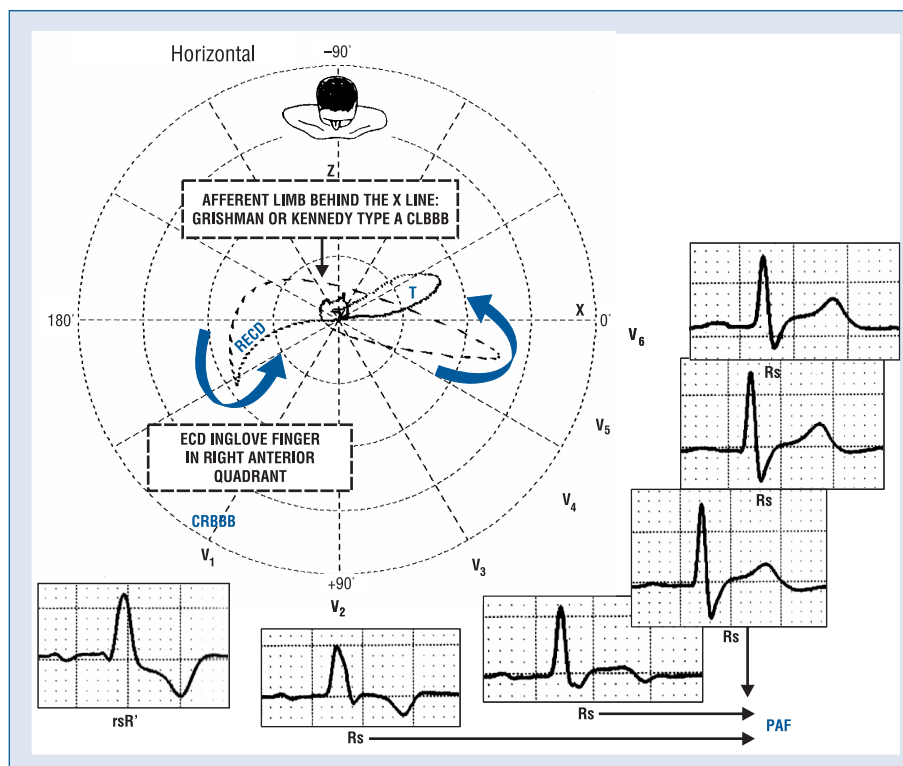 Horizontal
−90˚
Z
AFFERENT LIMB BEHIND THE X LINE:
GRISHMAN OR KENNEDY TYPE A CLBBB
T
X
180˚
0˚
RECD
V6
Rs
ECD INGLOVE FINGER
IN RIGHT ANTERIOR
QUADRANT
V5
Rs
V4
CRBBB
V1
V3
+90˚
V2
Rs
rsR’
Rs
Rs
PAF